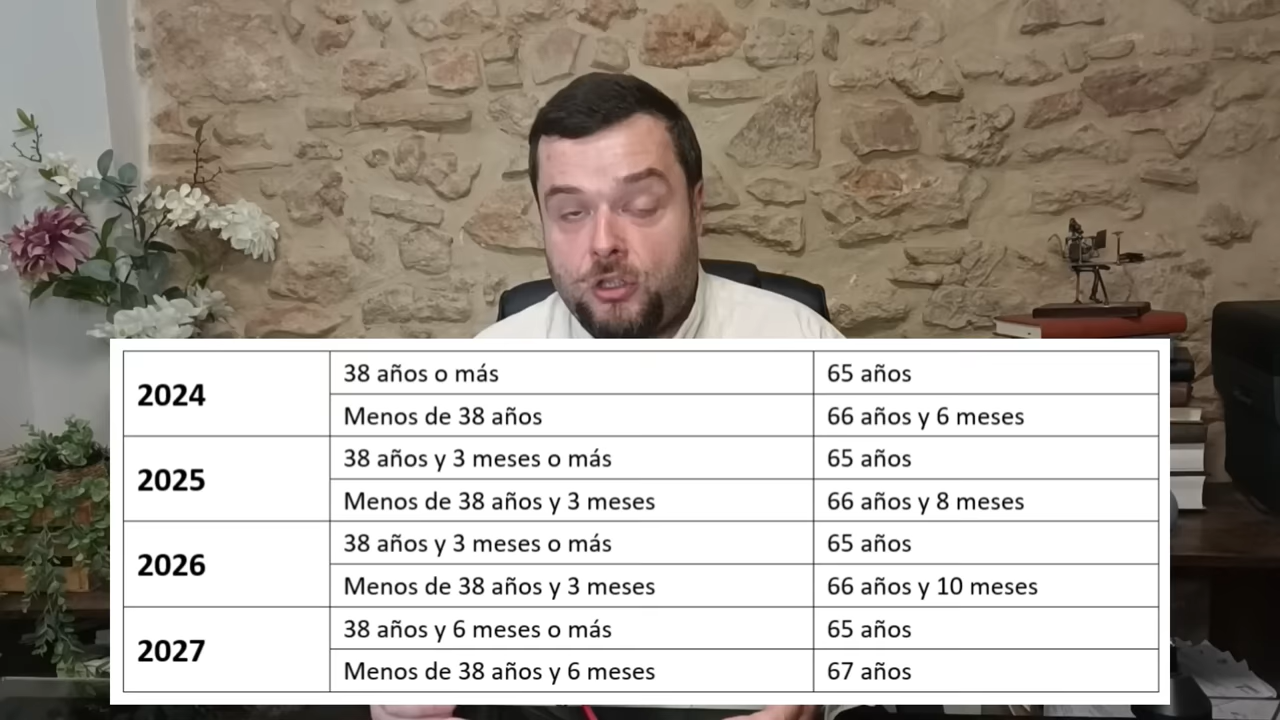 2024
38 años o más
65 años
Menos de 38 años
66 años y 6 meses
2025
38 años y 3 meses o más
65 años
Menos de 38 años y 3 meses
66 años y 8 meses
2026
38 años y 3 meses o más
65 años
Menos de 38 años y 3 meses
66 años y 10 meses
2027
38 años y 6 meses o más
65 años
Menos de 38 años y 6 meses
67 años